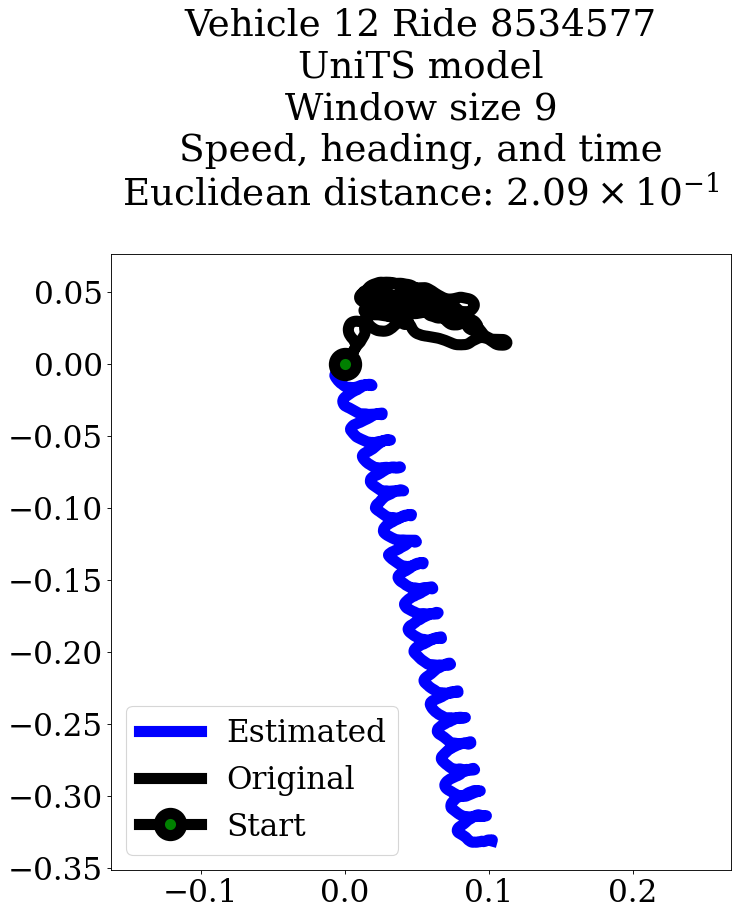 Vehicle 12 Ride 8534577
UniTS model
Window size 9
Speed, heading, and time
Euclidean distance: 2.09 × 10⁻¹
0.05
0.00
−0.05
−0.10
−0.15
−0.20
−0.25
−0.30
−0.35
Estimated
Original
Start
−0.1
0.0
0.1
0.2